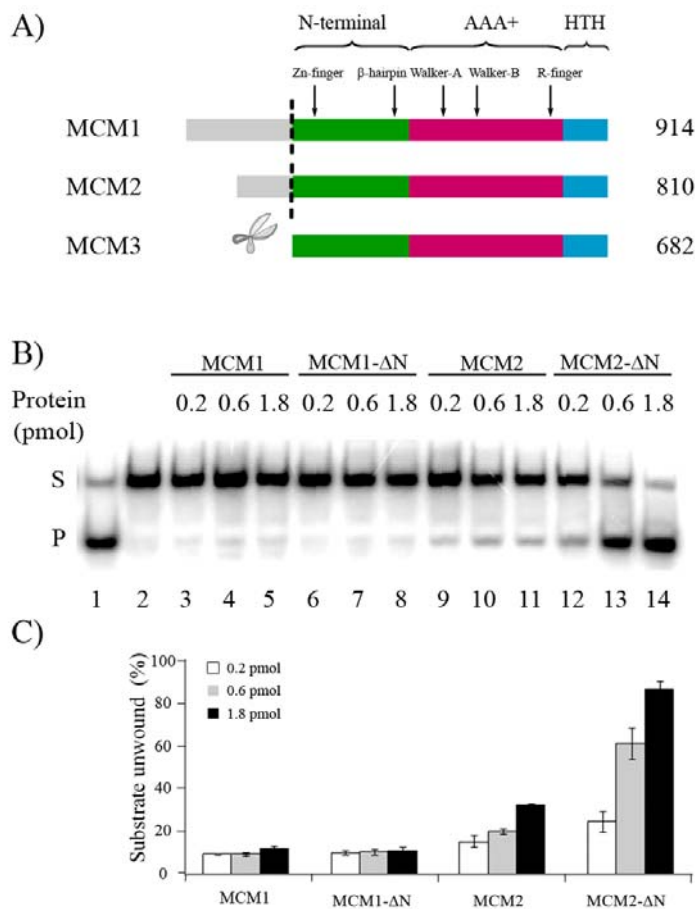 A)
N-terminal AAA+ HTH
Zn-finger β-hairpin Walker-A Walker-B R-finger
MCM1 914
MCM2 810
MCM3 682
B)
MCM1 MCM1-ΔN MCM2 MCM2-ΔN
Protein 0.2 0.6 1.8 0.2 0.6 1.8 0.2 0.6 1.8 0.2 0.6 1.8
(pmol)
S
P
1 2 3 4 5 6 7 8 9 10 11 12 13 14
C)
Substrate unwound (%)
100
80
60
40
20
0
0.2 pmol
0.6 pmol
1.8 pmol
MCM1 MCM1-ΔN MCM2 MCM2-ΔN